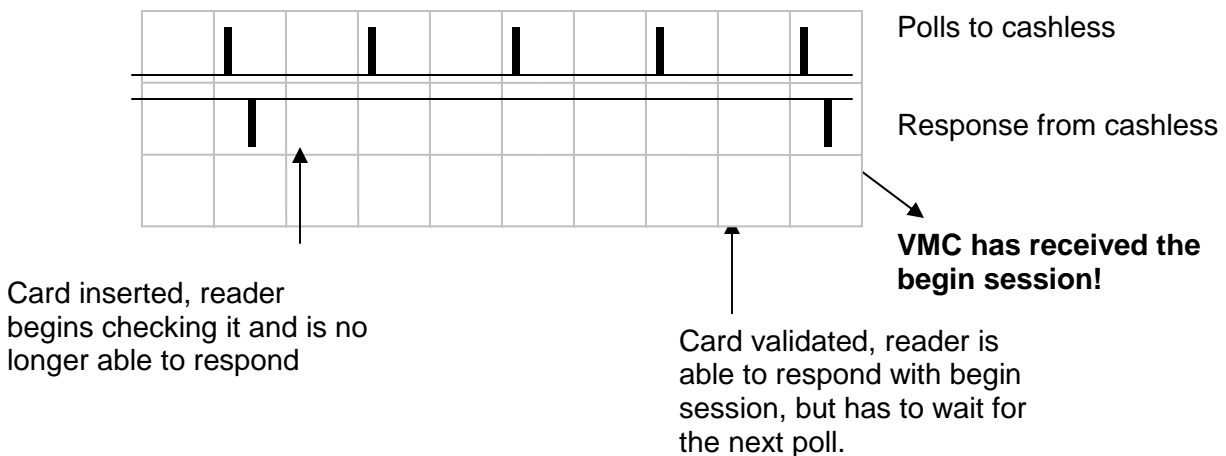 Polls to cashless
Response from cashless
VMC has received the
begin session!
Card inserted, reader
begins checking it and is no
longer able to respond
Card validated, reader is
able to respond with begin
session, but has to wait for
the next poll.